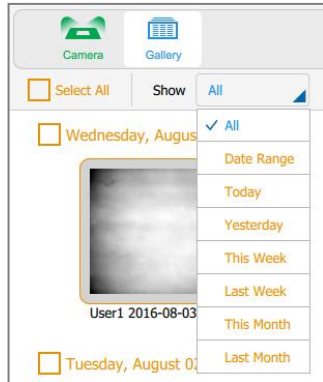 Camera Gallery
Select All Show All
All
Wednesday, Augus
Date Range
Today
Yesterday
This Week
Last Week
User1 2016-08-03
This Month
Tuesday, August 02
Last Month